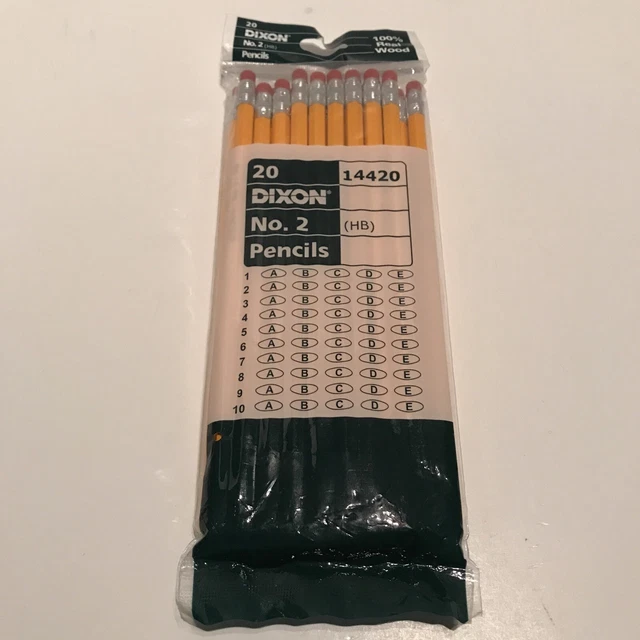 20
DIXON®
No. 2 (HB)
Pencils
100%
Real
Wood
20 14420
DIXON®
No. 2 (HB)
Pencils
1 A B C D E
2 A B C D E
3 A B C D E
4 A B C D E
5 A B C D E
6 A B C D E
7 A B C D E
8 A B C D E
9 A B C D E
10 A B C D E